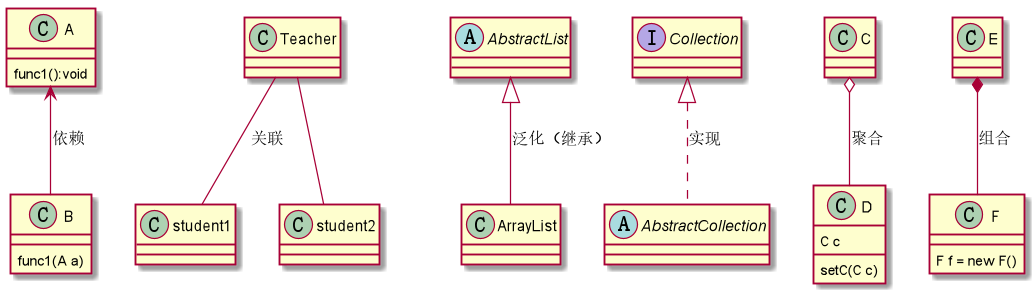 C A
func1():void
依赖
C B
func1(A a)
C Teacher
关联
C student1
C student2
A AbstractList
泛化（继承）
C ArrayList
I Collection
实现
A AbstractCollection
C C
聚合
C D
C c
setC(C c)
C E
组合
C F
F f = new F()